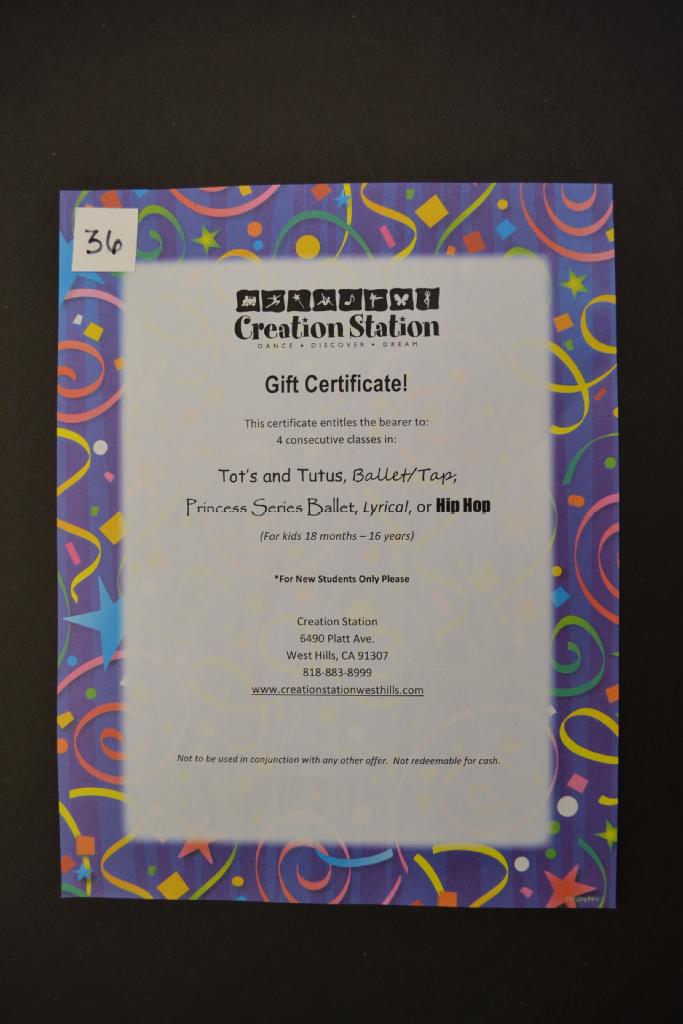 36
Creation Station
DANCE • DISCOVER • DREAM
Gift Certificate!
This certificate entitles the bearer to:
4 consecutive classes in:
Tot's and Tutus, Ballet/Tap,
Princess Series Ballet, Lyrical, or Hip Hop
(For kids 18 months – 16 years)
*For New Students Only Please
Creation Station
6490 Platt Ave.
West Hills, CA 91307
818-883-8999
www.creationstationwesthills.com
Not to be used in conjunction with any other offer. Not redeemable for cash.